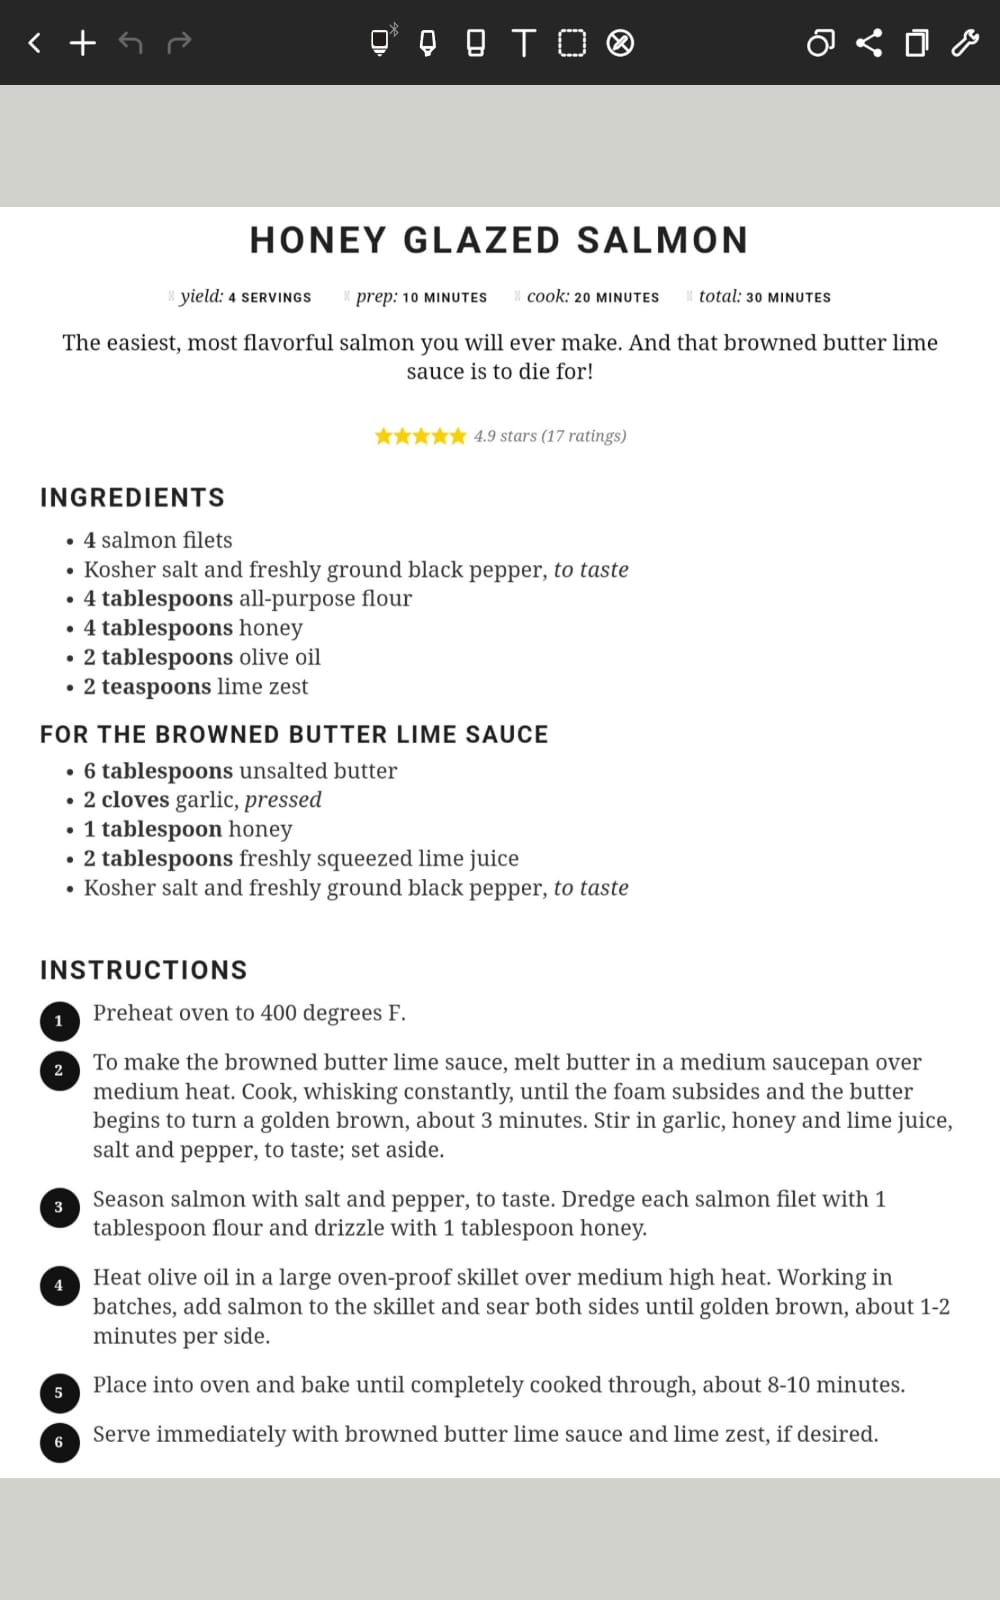 HONEY GLAZED SALMON
yield: 4 SERVINGS prep: 10 MINUTES cook: 20 MINUTES total: 30 MINUTES
The easiest, most flavorful salmon you will ever make. And that browned butter lime
sauce is to die for!
4.9 stars (17 ratings)
INGREDIENTS
• 4 salmon filets
• Kosher salt and freshly ground black pepper, to taste
• 4 tablespoons all-purpose flour
• 4 tablespoons honey
• 2 tablespoons olive oil
• 2 teaspoons lime zest
FOR THE BROWNED BUTTER LIME SAUCE
• 6 tablespoons unsalted butter
• 2 cloves garlic, pressed
• 1 tablespoon honey
• 2 tablespoons freshly squeezed lime juice
• Kosher salt and freshly ground black pepper, to taste
INSTRUCTIONS
1 Preheat oven to 400 degrees F.
2 To make the browned butter lime sauce, melt butter in a medium saucepan over
medium heat. Cook, whisking constantly, until the foam subsides and the butter
begins to turn a golden brown, about 3 minutes. Stir in garlic, honey and lime juice,
salt and pepper, to taste; set aside.
3 Season salmon with salt and pepper, to taste. Dredge each salmon filet with 1
tablespoon flour and drizzle with 1 tablespoon honey.
4 Heat olive oil in a large oven-proof skillet over medium high heat. Working in
batches, add salmon to the skillet and sear both sides until golden brown, about 1-2
minutes per side.
5 Place into oven and bake until completely cooked through, about 8-10 minutes.
6 Serve immediately with browned butter lime sauce and lime zest, if desired.